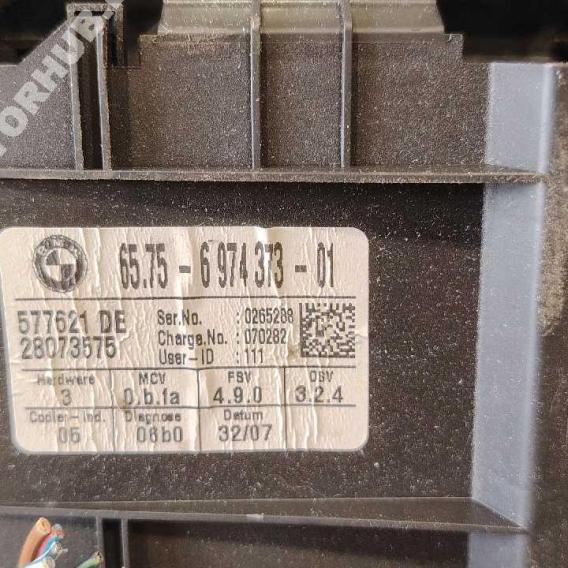 TORHUB.
65.75 - 6 974 373 - 01
577621 DE
28073575
Ser.No. : 0265288
Charge.No. : 070282
User-ID : 111
Hardware MCV FSV OSV
3 0.b.fa 4.9.0 3.2.4
Codier-Ind. Diagnose Datum
05 06b0 32/07